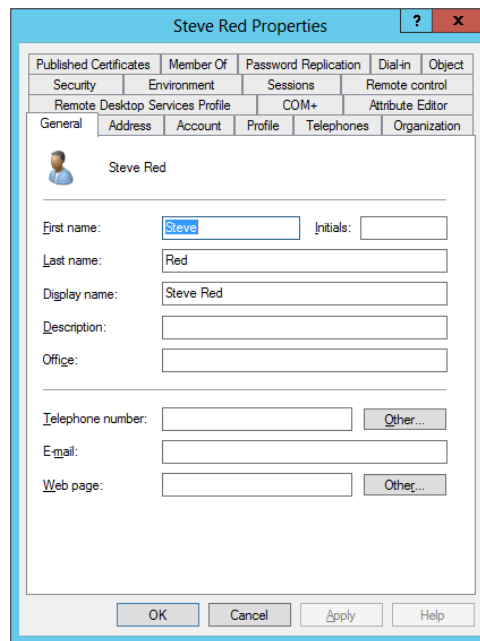 Steve Red Properties
? x
Published Certificates Member Of Password Replication Dial-in Object
Security Environment Sessions Remote control
Remote Desktop Services Profile COM+ Attribute Editor
General Address Account Profile Telephones Organization
Steve Red
First name: Steve Initials:
Last name: Red
Display name: Steve Red
Description:
Office:
Telephone number: Other...
E-mail:
Web page: Other...
OK Cancel Apply Help